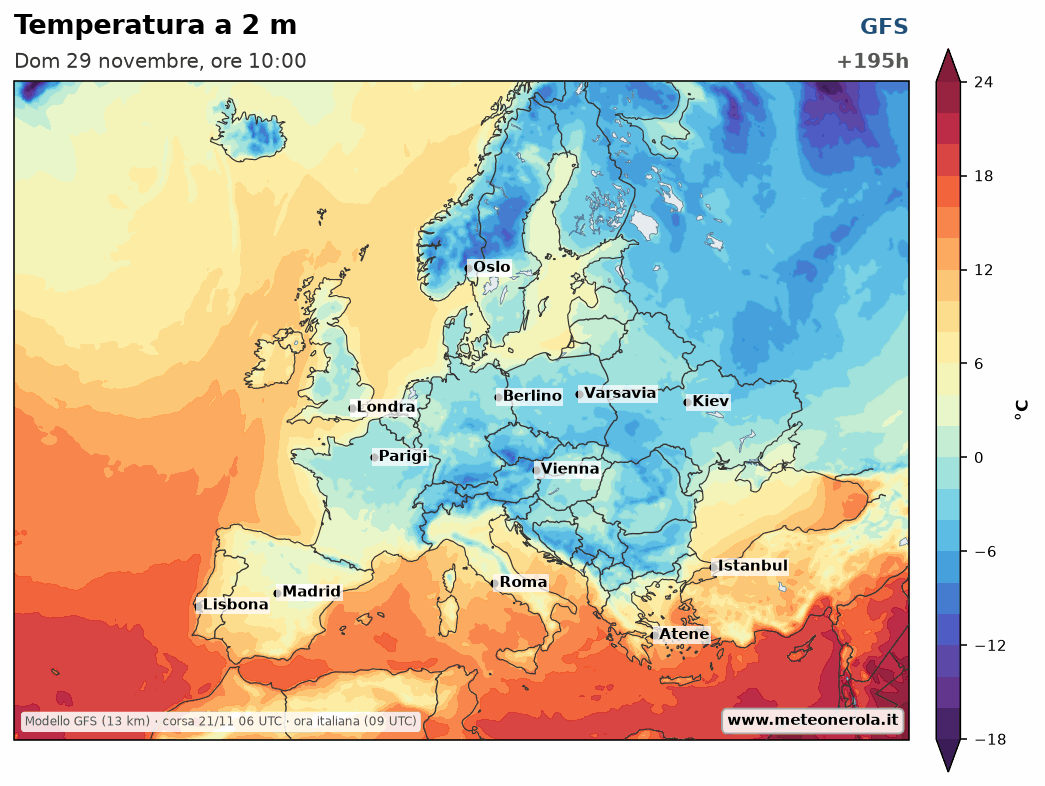 Temperatura a 2 m
GFS
Dom 29 novembre, ore 10:00
+195h
24
18
12
6
0
−6
−12
−18
°C
Oslo
Berlino
Varsavia
Kiev
Londra
Parigi
Vienna
Istanbul
Roma
Madrid
Lisbona
Atene
Modello GFS (13 km) · corsa 21/11 06 UTC · ora italiana (09 UTC)
www.meteonerola.it